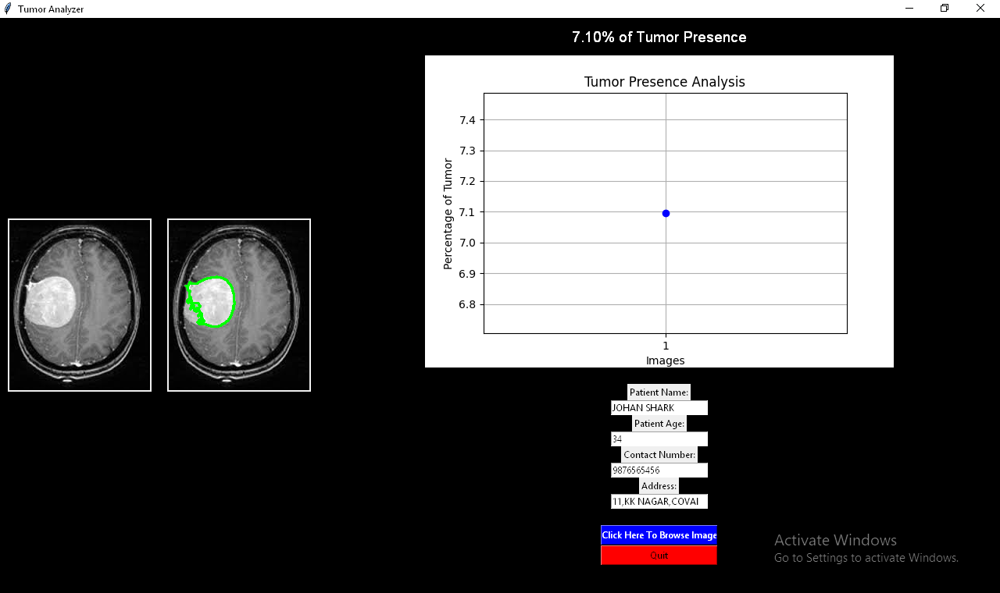 Tumor Analyzer
7.10% of Tumor Presence
Tumor Presence Analysis
7.4
7.3
7.2
7.1
7.0
6.9
6.8
Percentage of Tumor
1
Images
Patient Name:
JOHAN SHARK
Patient Age:
34
Contact Number:
9876565456
Address:
11,KK NAGAR,COVAI
Click Here To Browse Image
Quit
Activate Windows
Go to Settings to activate Windows.